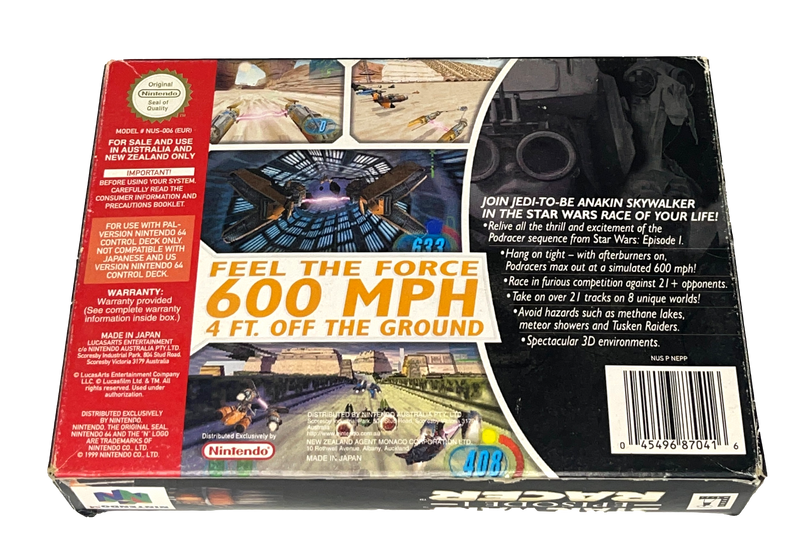 Original
Nintendo
Seal of
Quality
MODEL # NUS-006 (EUR)
FOR SALE AND USE
IN AUSTRALIA AND
NEW ZEALAND ONLY
IMPORTANT!
BEFORE USING YOUR SYSTEM,
CAREFULLY READ THE
CONSUMER INFORMATION AND
PRECAUTIONS BOOKLET
FOR USE WITH PAL-
VERSION NINTENDO 64
CONTROL DECK ONLY.
NOT COMPATIBLE WITH
JAPANESE AND US
VERSION NINTENDO 64
CONTROL DECK.
WARRANTY:
Warranty provided
(See complete warranty
information inside box.)
MADE IN JAPAN
LUCASARTS ENTERTAINMENT
c/o NINTENDO AUSTRALIA PTY.LTD.
Scoresby Industrial Park, 804 Stud Road,
Scoresby Victoria 3179 Australia
© LucasArts Entertainment Company
LLC. © Lucasfilm Ltd. & TM. All
rights reserved. Used under
authorization.
DISTRIBUTED EXCLUSIVELY
BY NINTENDO.
NINTENDO, THE ORIGINAL SEAL
NINTENDO 64 AND THE "N" LOGO
ARE TRADEMARKS OF
NINTENDO CO., LTD.
© 1999 NINTENDO CO., LTD.
0
633
FEEL THE FORCE
600 MPH
4 FT. OFF THE GROUND
JOIN JEDI-TO-BE ANAKIN SKYWALKER
IN THE STAR WARS RACE OF YOUR LIFE!
•Relive all the thrill and excitement of the
Podracer sequence from Star Wars: Episode I.
•Hang on tight – with afterburners on,
Podracers max out at a simulated 600 mph!
•Race in furious competition against 21+ opponents.
•Take on over 21 tracks on 8 unique worlds!
•Avoid hazards such as methane lakes,
meteor showers and Tusken Raiders.
•Spectacular 3D environments.
NUS P NEPP
0 45496 87041 6
Distributed Exclusively by
Nintendo
DISTRIBUTED BY NINTENDO AUSTRALIA PTY. LTD.
Scoresby Industrial Park,
Australia
NEW ZEALAND AGENT MONACO CORPORATION LTD.
10 Rothwell Avenue, Albany, Auckland
MADE IN JAPAN
408
EPISODE I
RACER